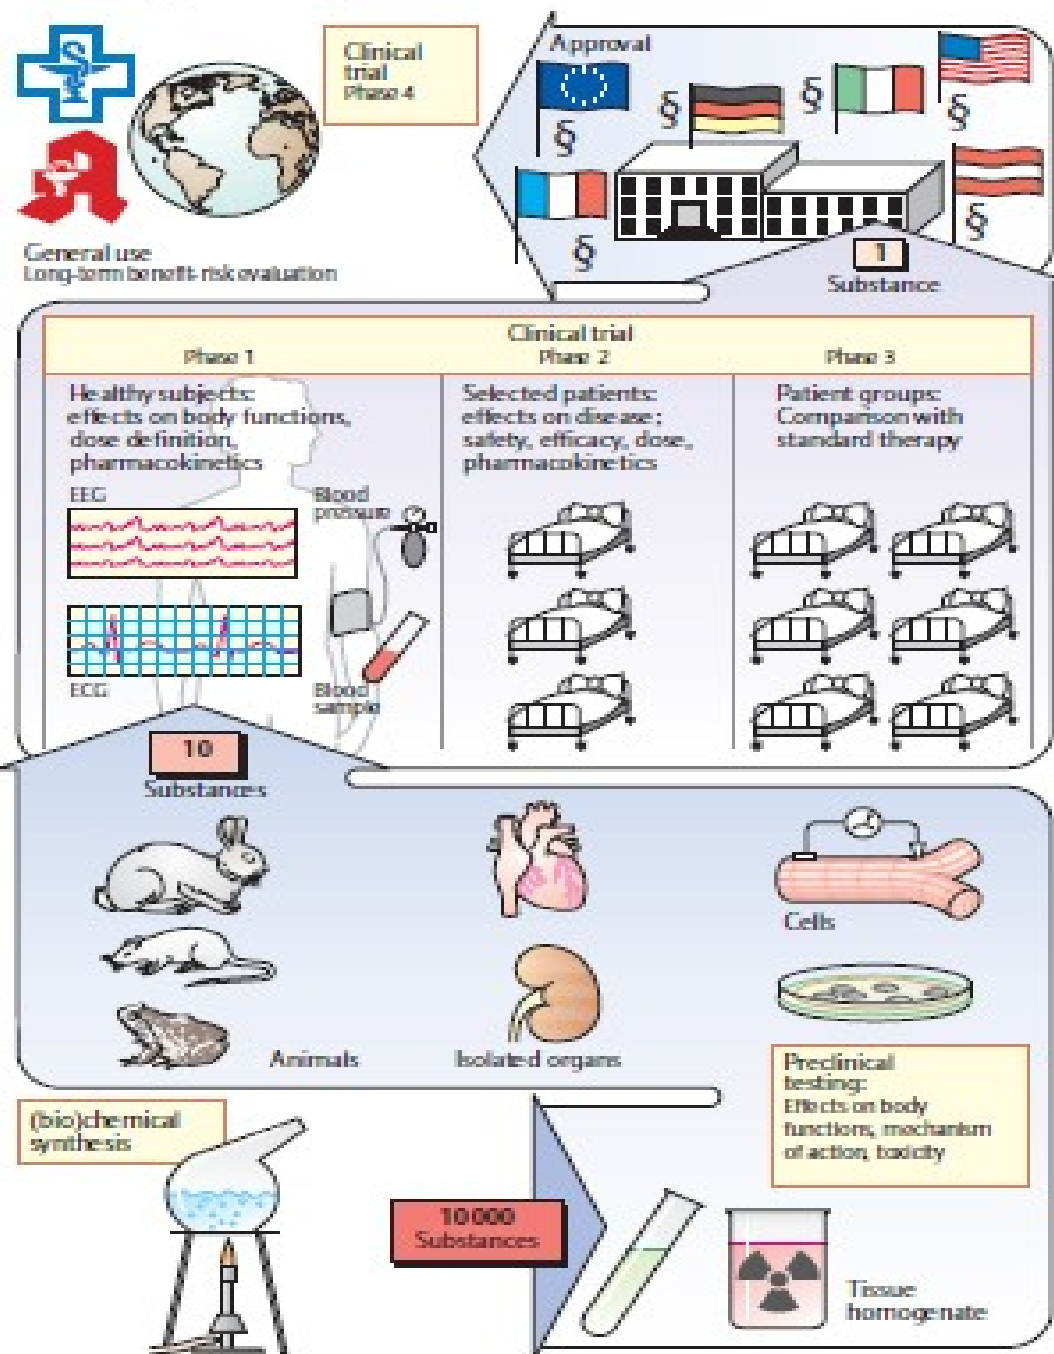 Clinical
trial
Phase 4
Approval
§
§
§
§
§
§
General use
Long-term benefit-risk evaluation
1
Substance
Clinical trial
Phase 1
Phase 2
Phase 3
Healthy subjects:
effects on body functions,
dose definition,
pharmacokinetics
Selected patients:
effects on disease;
safety, efficacy, dose,
pharmacokinetics
Patient groups:
Comparison with
standard therapy
EEG
Blood
pressure
ECG
Blood
sample
10
Substances
Cells
Animals
Isolated organs
Preclinical
testing:
Effects on body
functions, mechanism
of action, toxicity
(bio)chemical
synthesis
10 000
Substances
Tissue
homogenate